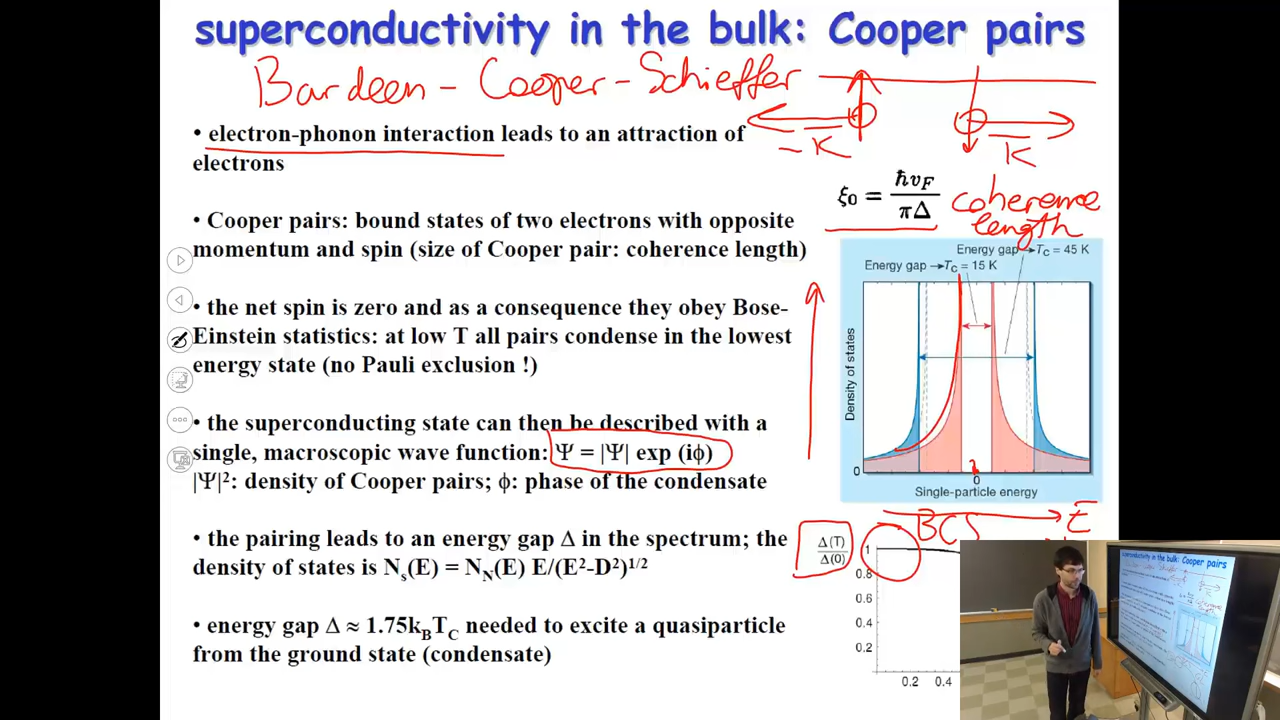 superconductivity in the bulk: Cooper pairs
Bardeen - Cooper - Schieffer
• electron-phonon interaction leads to an attraction of
electrons
-K
K
ξ₀ = ħv_F / πΔ
coherence
length
• Cooper pairs: bound states of two electrons with opposite
momentum and spin (size of Cooper pair: coherence length)
• the net spin is zero and as a consequence they obey Bose-
Einstein statistics: at low T all pairs condense in the lowest
energy state (no Pauli exclusion !)
• the superconducting state can then be described with a
single, macroscopic wave function: Ψ = |Ψ| exp (iϕ)
|Ψ|²: density of Cooper pairs; ϕ: phase of the condensate
• the pairing leads to an energy gap Δ in the spectrum; the
density of states is Nₛ(E) = N_N(E) E/(E²-D²)^1/2
• energy gap Δ ≈ 1.75k_BT_C needed to excite a quasiparticle
from the ground state (condensate)
Energy gap →T_C = 45 K
Energy gap →T_C = 15 K
Density of states
0
0
Single-particle energy
E
BCS
Δ(T)
Δ(0)
1
0.8
0.6
0.4
0.2
0.2 0.4